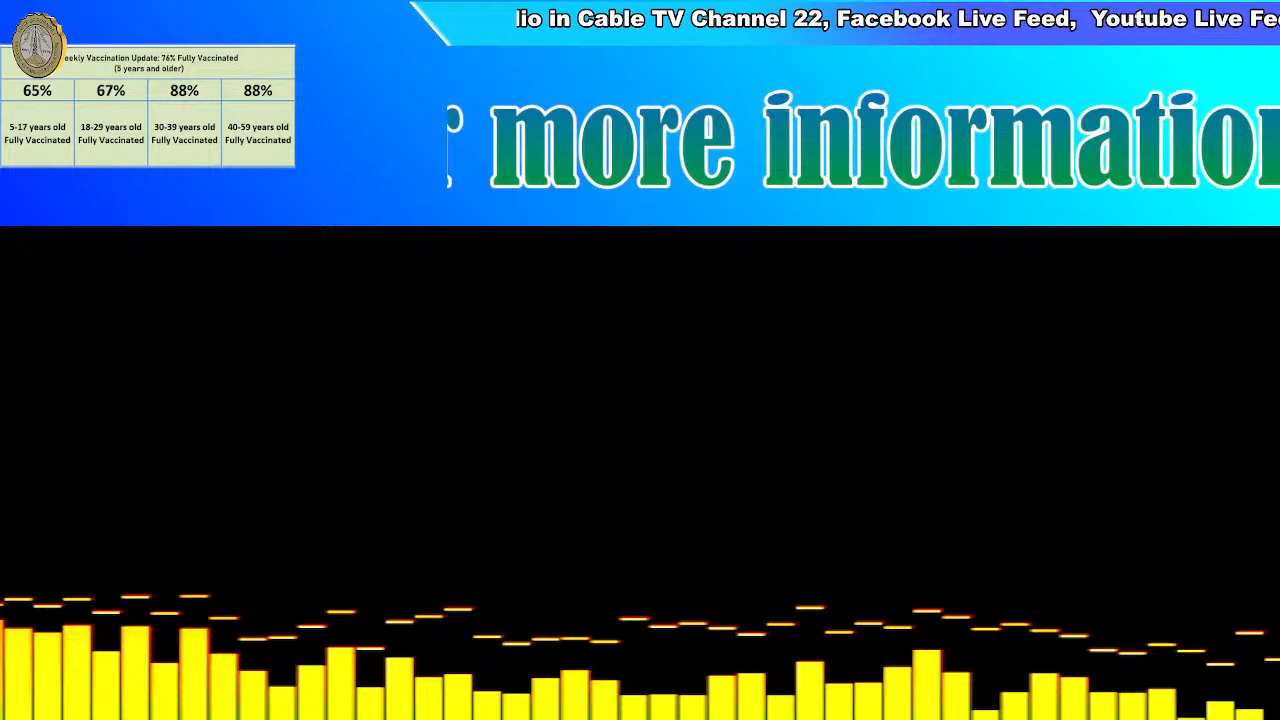 lio in Cable TV Channel 22, Facebook Live Feed, Youtube Live Fee
eekly Vaccination Update: 76% Fully Vaccinated
(5 years and older)
65% 67% 88% 88%
5-17 years old 18-29 years old 30-39 years old 40-59 years old
Fully Vaccinated Fully Vaccinated Fully Vaccinated Fully Vaccinated
r more information